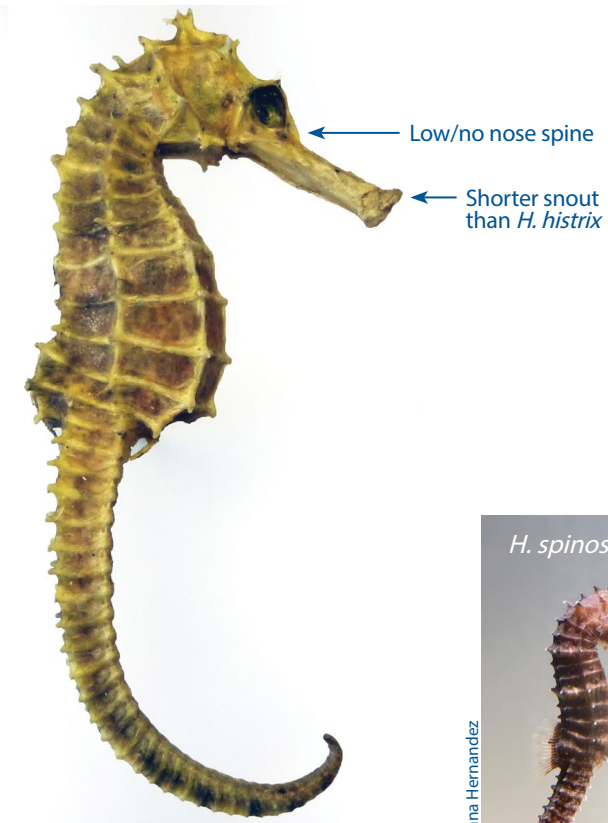 Low/no nose spine
Shorter snout
than H. histrix
H. spinos
na Hernandez